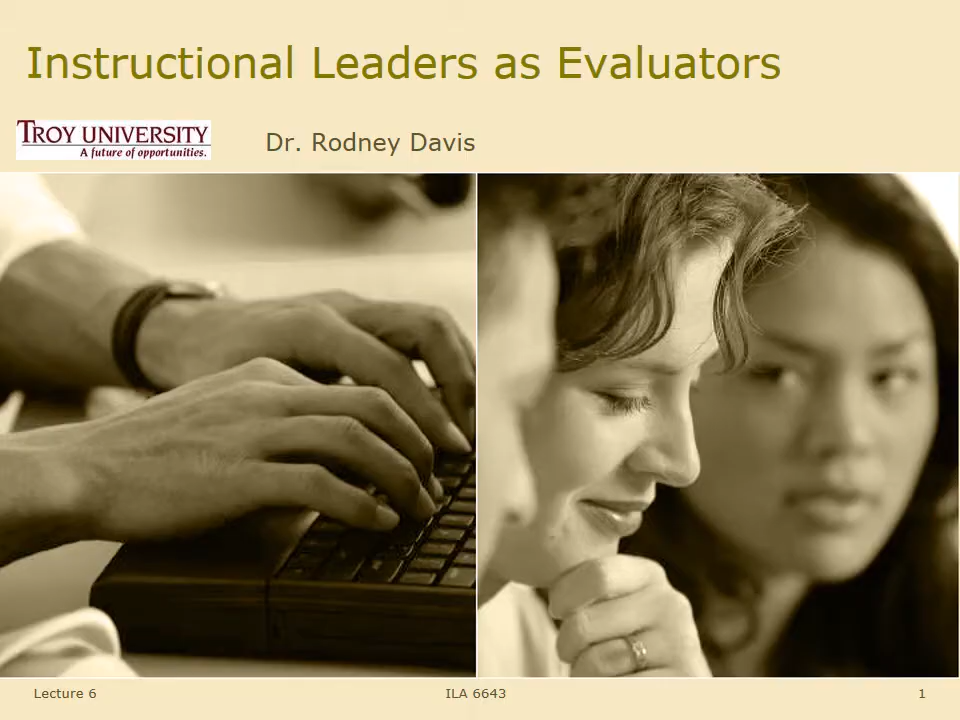 Instructional Leaders as Evaluators
TROY UNIVERSITY
A future of opportunities.
Dr. Rodney Davis
Lecture 6
ILA 6643
1